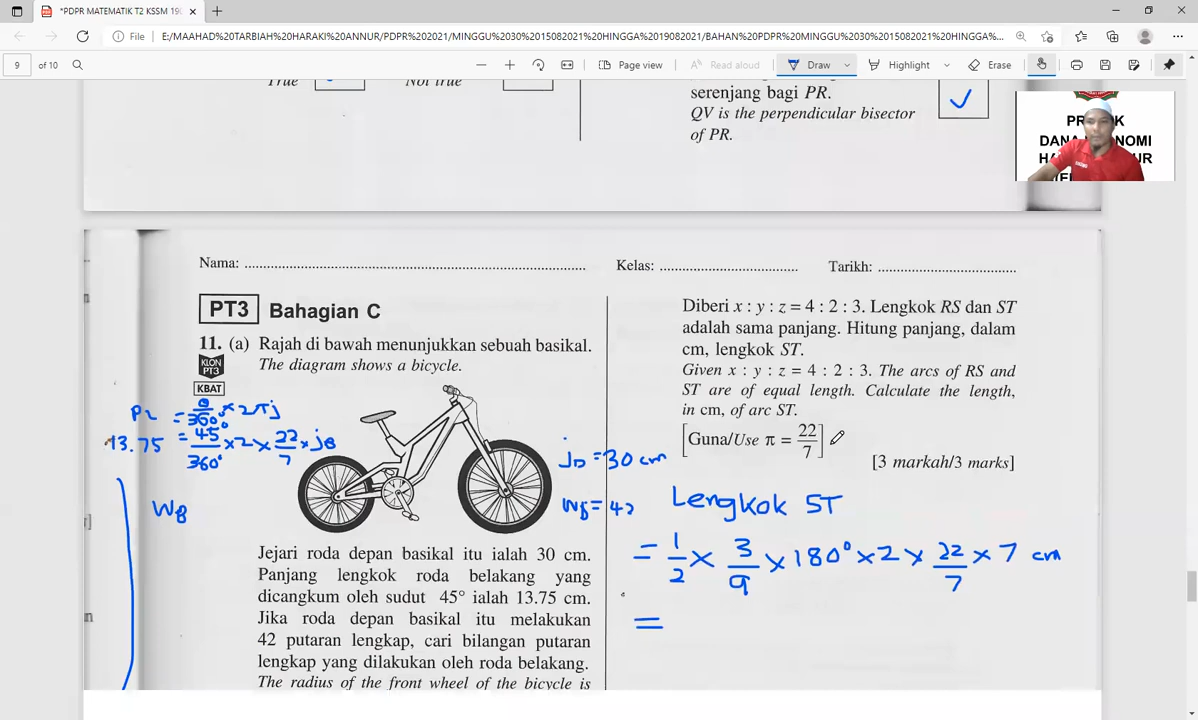 *PDPR MATEMATIK T2 KSSM 19
File
E:/MAAHAD%20TARBIAH%20HARAKI%20ANNUR/PDPR%202021/MINGGU%2030%2015082021%20HINGGA%2019082021/BAHAN%20PDPR%20MINGGU%2030%2015082021%20HINGGA%...
9 of 10
Page view
Read aloud
Draw
Highlight
Erase
True
Not true
serenjang bagi PR.
QV is the perpendicular bisector
of PR.
Nama:
Kelas:
Tarikh:
PT3 Bahagian C
11. (a) Rajah di bawah menunjukkan sebuah basikal.
The diagram shows a bicycle.
KLON
PT3
KBAT
PL = θ/360° × 2πj
13.75 = 45°/360° × 2 × 22/7 × jB
WB
jD = 30 cm
Jejari roda depan basikal itu ialah 30 cm.
Panjang lengkok roda belakang yang
dicangkum oleh sudut 45° ialah 13.75 cm.
Jika roda depan basikal itu melakukan
42 putaran lengkap, cari bilangan putaran
lengkap yang dilakukan oleh roda belakang.
The radius of the front wheel of the bicycle is
Diberi x : y : z = 4 : 2 : 3. Lengkok RS dan ST
adalah sama panjang. Hitung panjang, dalam
cm, lengkok ST.
Given x : y : z = 4 : 2 : 3. The arcs of RS and
ST are of equal length. Calculate the length,
in cm, of arc ST.
[Guna/Use π = 22/7]
[3 markah/3 marks]
Lengkok ST
= 1/2 × 3/9 × 180° × 2 × 22/7 × 7 cm
=